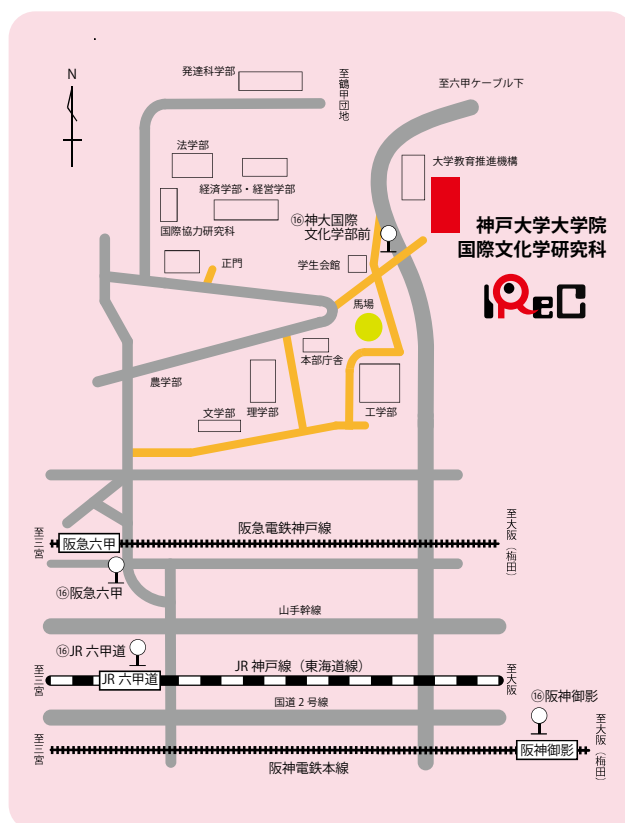 N
発達科学部
至鶴甲団地
至六甲ケーブル下
法学部
大学教育推進機構
経済学部・経営学部
国際協力研究科
⑯神大国際
文化学部前
神戸大学大学院
国際文化学研究科
正門
学生会館
IReC
馬場
本部庁舎
農学部
文学部
理学部
工学部
阪急電鉄神戸線
至三宮
阪急六甲
至大阪（梅田）
⑯阪急六甲
山手幹線
⑯JR 六甲道
JR 神戸線（東海道線）
至三宮
JR 六甲道
至大阪
国道 2 号線
⑯阪神御影
至三宮
阪神御影
至大阪（梅田）
阪神電鉄本線